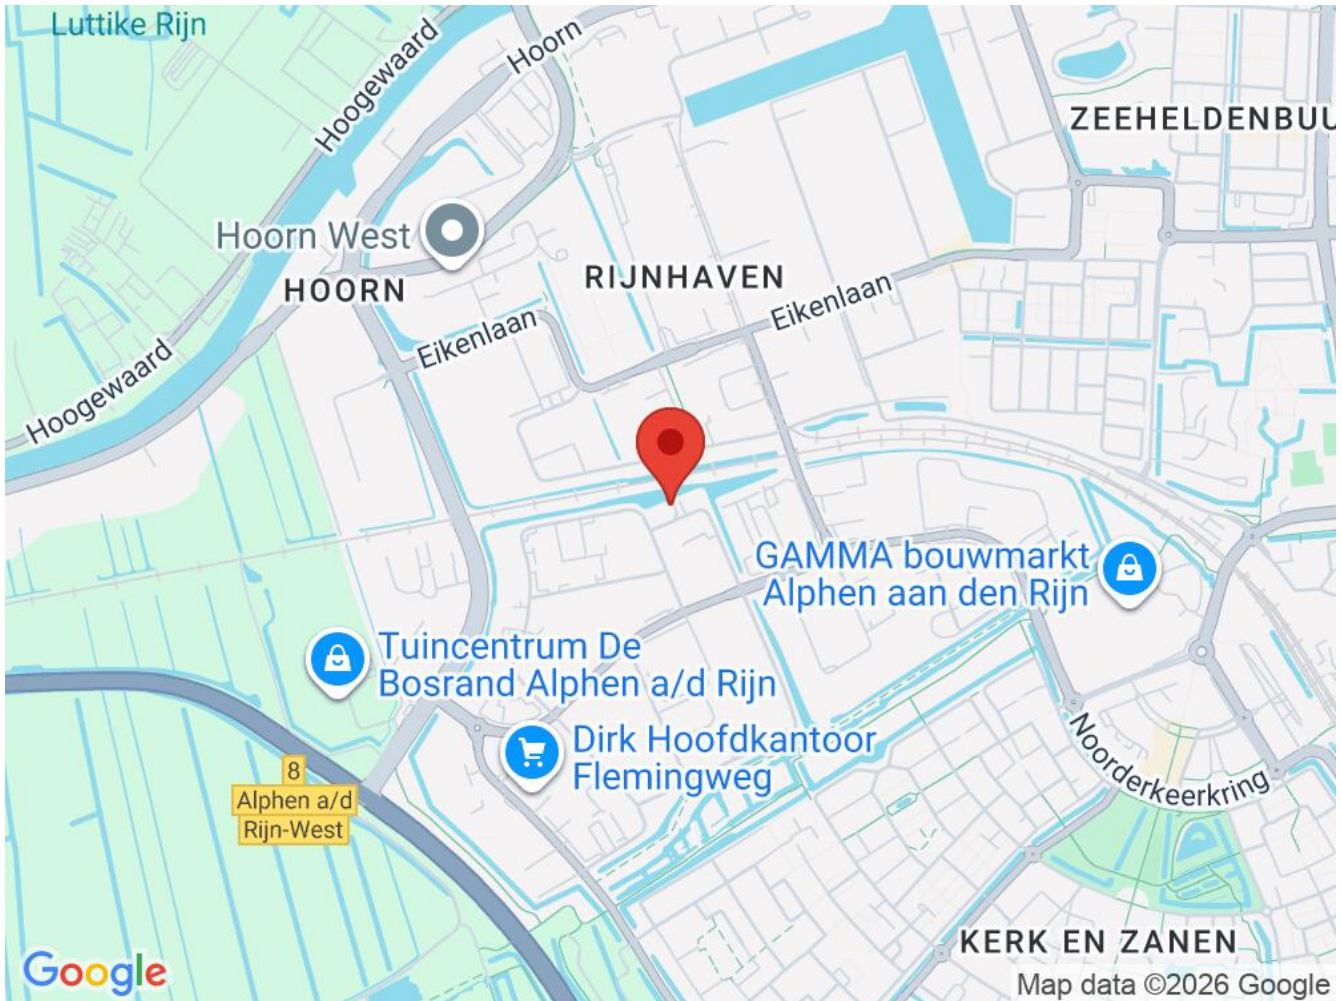 Luttike Rijn
Hoogewaard
Hoorn
ZEEHELDENBUU
Hoorn West
HOORN
RIJNHAVEN
Eikenlaan
Eikenlaan
Hoogewaard
GAMMA bouwmarkt
Alphen aan den Rijn
Tuincentrum De
Bosrand Alphen a/d Rijn
Dirk Hoofdkantoor
Flemingweg
Noorderkeerkring
8
Alphen a/d
Rijn-West
KERK EN ZANEN
Google
Map data ©2026 Google